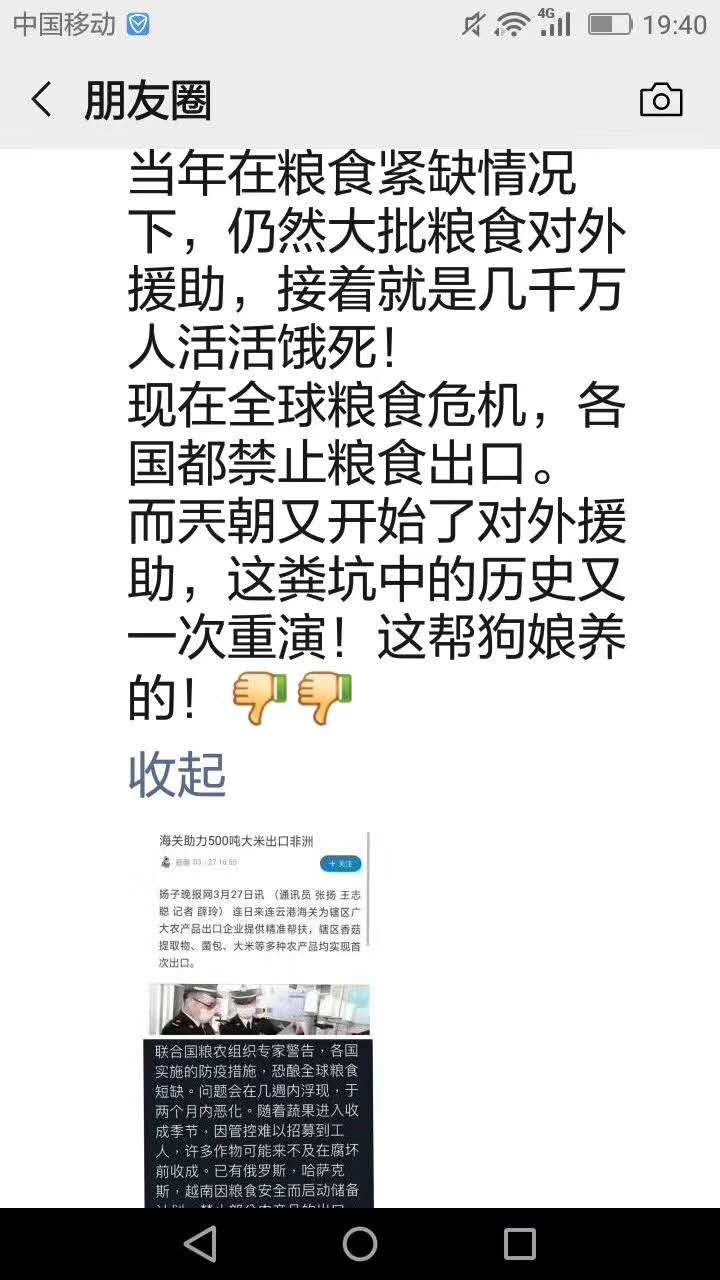 中国移动
4G
19:40
朋友圈
当年在粮食紧缺情况
下，仍然大批粮食对外
援助，接着就是几千万
人活活饿死！
现在全球粮食危机，各
国都禁止粮食出口。
而天朝又开始了对外援
助，这粪坑中的历史又
一次重演！这帮狗娘养
的！
收起
海关助力500吨大米出口非洲
03-27 16:55
+ 关注
扬子晚报网3月27日讯 （通讯员 张扬 王志
聪 记者 薛玲） 连日来连云港海关为辖区广
大农产品出口企业提供精准帮扶，辖区香菇
提取物、菌包、大米等多种农产品均实现首
次出口。
联合国粮农组织专家警告，各国
实施的防疫措施，恐酿全球粮食
短缺。问题会在几週内浮现，于
两个月内恶化。随着蔬果进入收
成季节，因管控难以招募到工
人，许多作物可能来不及在腐坏
前收成。已有俄罗斯，哈萨克
斯，越南因粮食安全而启动储备